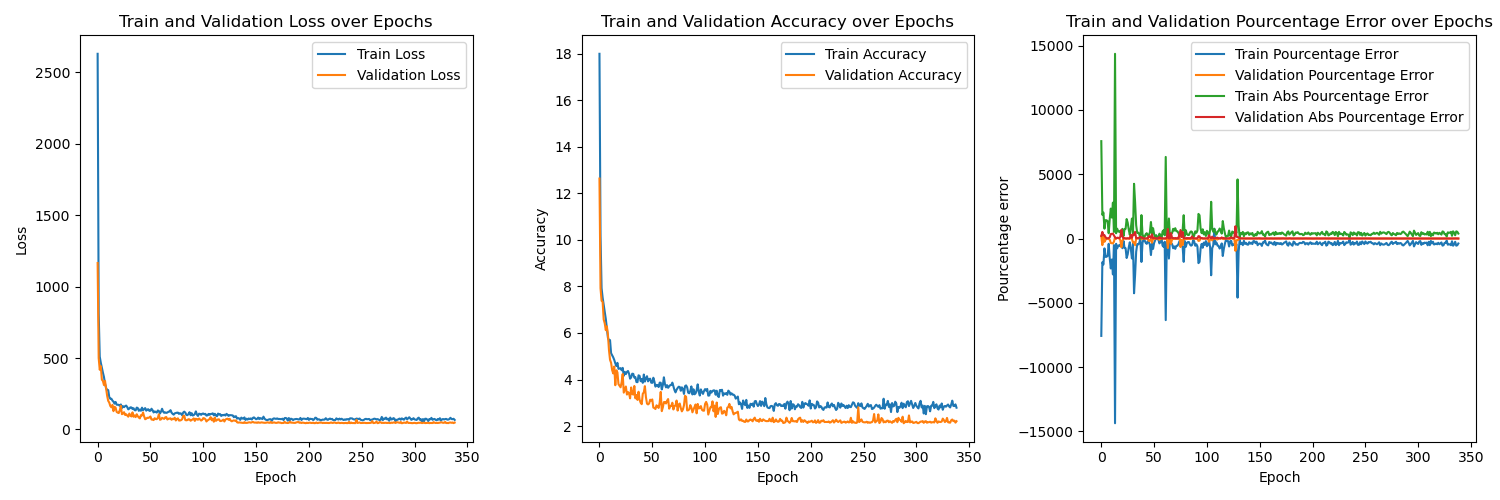 Train and Validation Loss over Epochs
Train Loss
Validation Loss
Loss
2500
2000
1500
1000
500
0
0 50 100 150 200 250 300 350
Epoch
Train and Validation Accuracy over Epochs
Train Accuracy
Validation Accuracy
Accuracy
18
16
14
12
10
8
6
4
2
0 50 100 150 200 250 300 350
Epoch
Train and Validation Pourcentage Error over Epochs
Train Pourcentage Error
Validation Pourcentage Error
Train Abs Pourcentage Error
Validation Abs Pourcentage Error
Pourcentage error
15000
10000
5000
0
−5000
−10000
−15000
0 50 100 150 200 250 300 350
Epoch